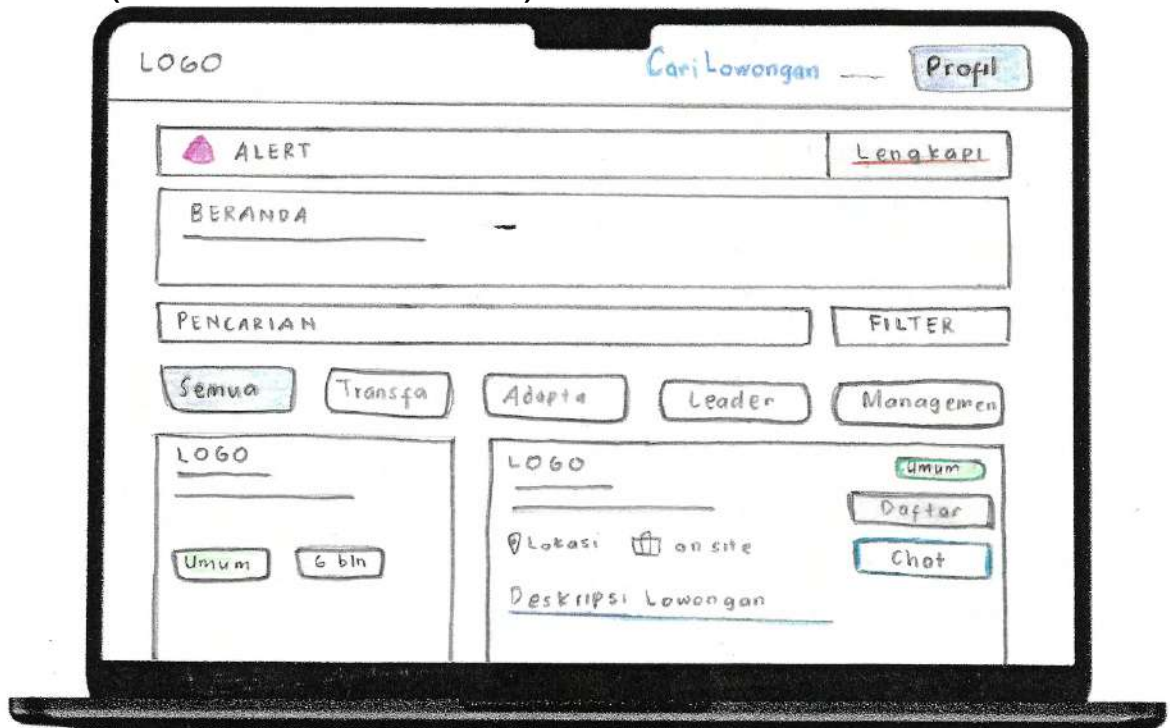 LOGO
Cari Lowongan
Profil
ALERT
Lengkapi
BERANDA
PENCARIAN
FILTER
Semua
Transfa
Adapta
Leader
Managemen
LOGO
Umum
6 bln
LOGO
Umum
Daftar
Lokasi
on site
Chat
Deskripsi Lowongan